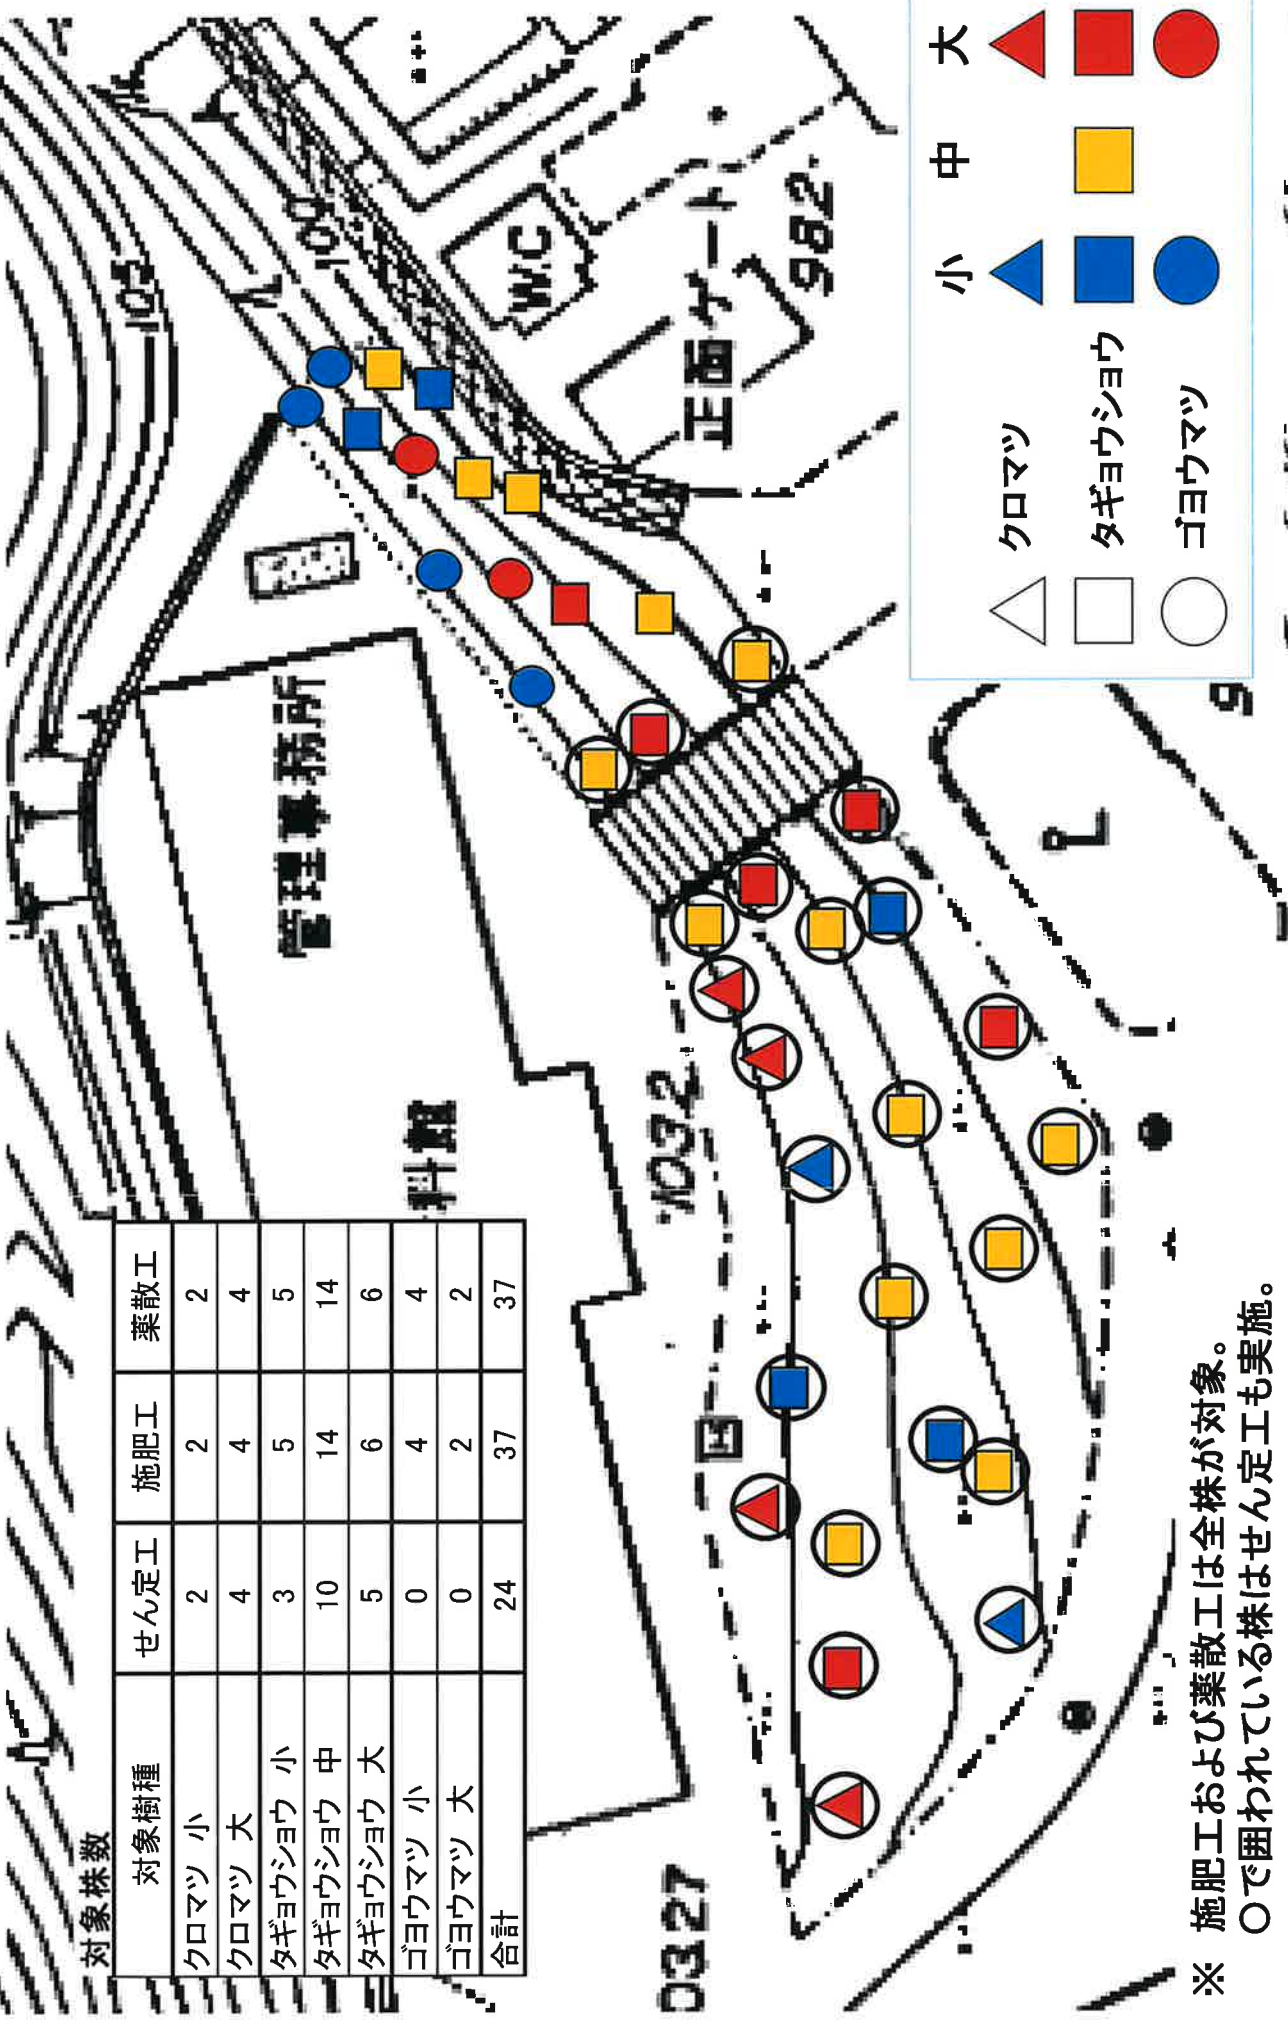 対象株数
対象樹種 せん定工 施肥工 薬散工
クロマツ 小 2 2 2
クロマツ 大 4 4 4
タギョウショウ 小 3 5 5
タギョウショウ 中 10 14 14
タギョウショウ 大 5 6 6
ゴヨウマツ 小 0 4 4
ゴヨウマツ 大 0 2 2
合計 24 37 37
管理事務所
料館
W.C
正面ゲート
982
100
105
1032
0327
小 中 大
クロマツ
タギョウショウ
ゴヨウマツ
※ 施肥工および薬散工は全株が対象。
○で囲われている株はせん定工も実施。